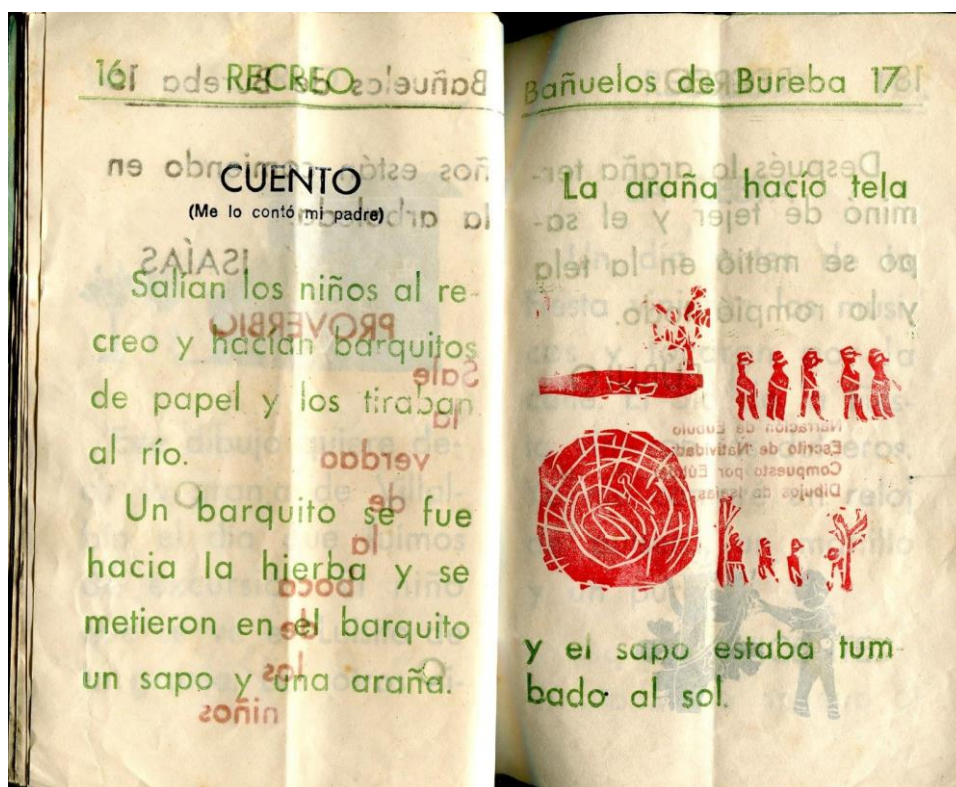 16 RECREO
CUENTO
(Me lo contó mi padre)
Salían los niños al re-
creo y hacían barquitos
de papel y los tiraban
al río.
Un barquito se fue
hacia la hierba y se
metieron en el barquito
un sapo y una araña.
Bañuelos de Bureba 17
La araña hacía tela
y el sapo estaba tum-
bado al sol.